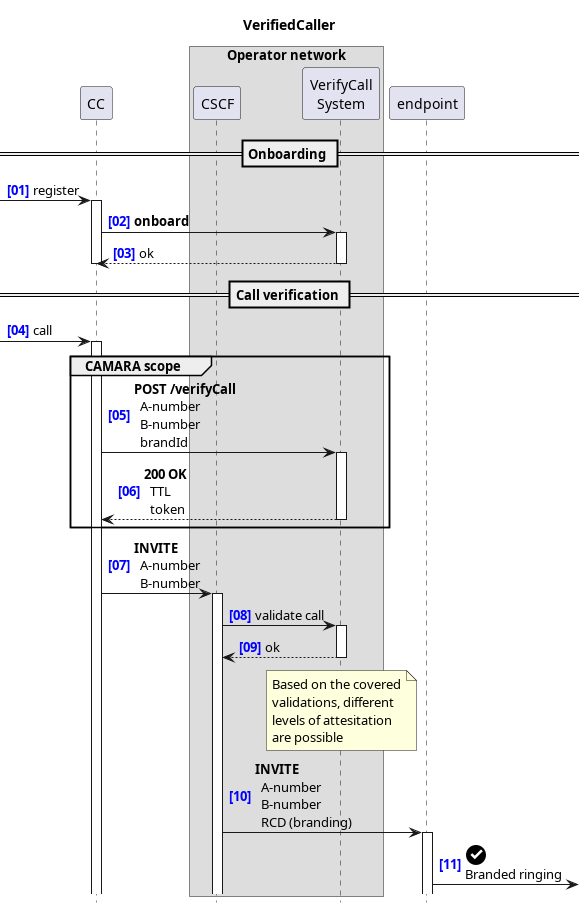 VerifiedCaller
Operator network
CC
CSCF
VerifyCall
System
endpoint
Onboarding
[01] register
[02] onboard
[03] ok
Call verification
[04] call
CAMARA scope
POST /verifyCall
A-number
[05]
B-number
brandId
200 OK
[06] TTL
token
INVITE
[07] A-number
B-number
[08] validate call
[09] ok
Based on the covered
validations, different
levels of attesitation
are possible
INVITE
A-number
[10]
B-number
RCD (branding)
[11]
Branded ringing